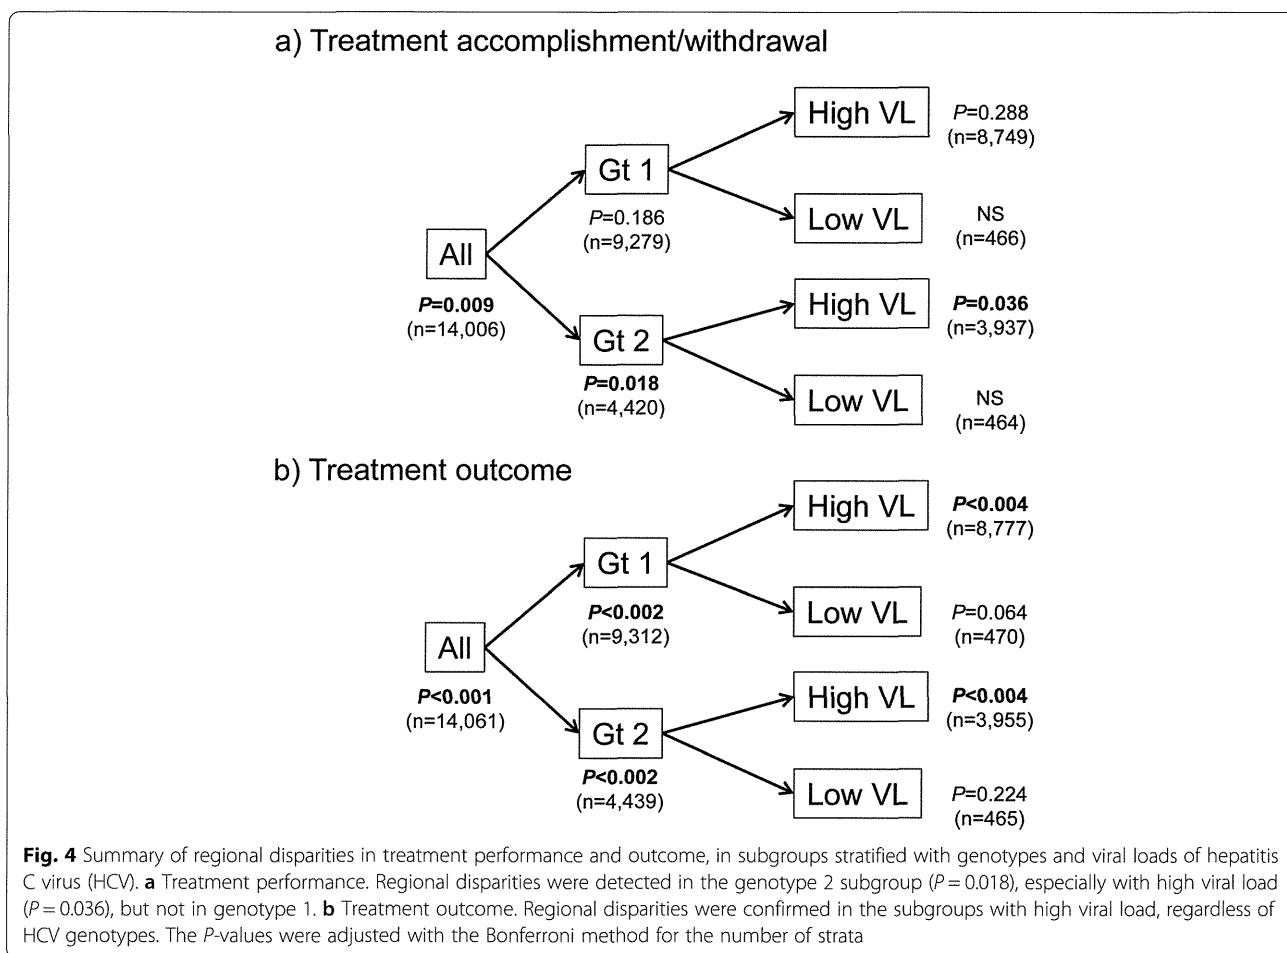 a) Treatment accomplishment/withdrawal
High VL
P=0.288
(n=8,749)
Gt 1
P=0.186
(n=9,279)
Low VL
NS
(n=466)
All
P=0.009
(n=14,006)
High VL
P=0.036
(n=3,937)
Gt 2
P=0.018
(n=4,420)
Low VL
NS
(n=464)
b) Treatment outcome
High VL
P<0.004
(n=8,777)
Gt 1
P<0.002
(n=9,312)
Low VL
P=0.064
(n=470)
All
P<0.001
(n=14,061)
High VL
P<0.004
(n=3,955)
Gt 2
P<0.002
(n=4,439)
Low VL
P=0.224
(n=465)
Fig. 4 Summary of regional disparities in treatment performance and outcome, in subgroups stratified with genotypes and viral loads of hepatitis
C virus (HCV). a Treatment performance. Regional disparities were detected in the genotype 2 subgroup (P = 0.018), especially with high viral load
(P = 0.036), but not in genotype 1. b Treatment outcome. Regional disparities were confirmed in the subgroups with high viral load, regardless of
HCV genotypes. The P-values were adjusted with the Bonferroni method for the number of strata